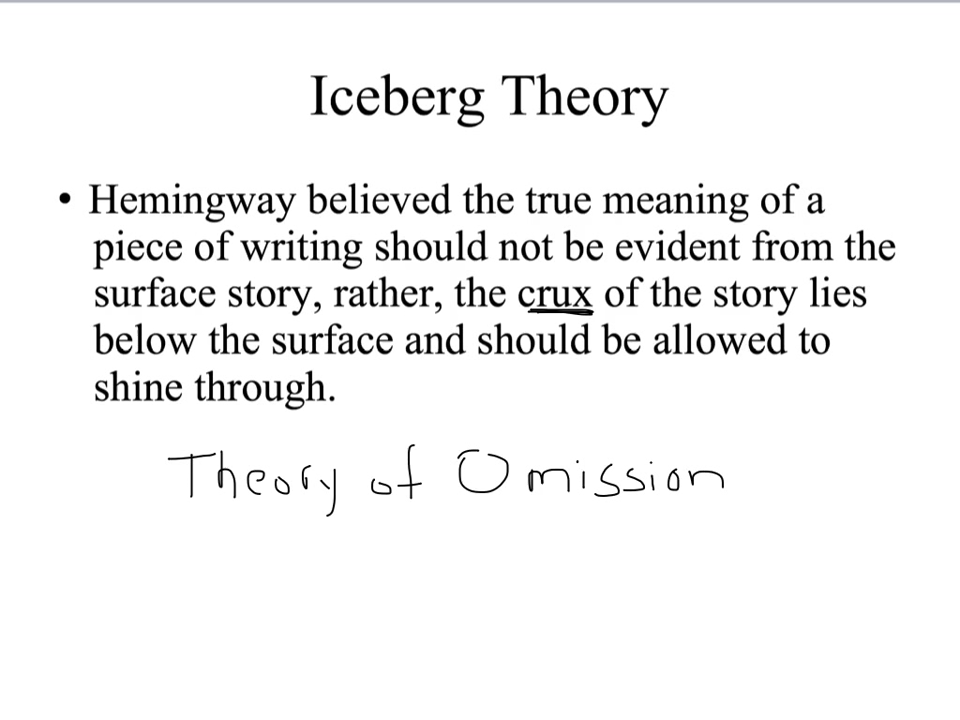 Iceberg Theory
• Hemingway believed the true meaning of a
piece of writing should not be evident from the
surface story, rather, the crux of the story lies
below the surface and should be allowed to
shine through.
Theory of Omission